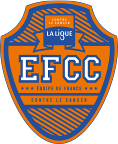 CONTRE LE CANCER
LA LIGUE
EFCC
ÉQUIPE DE FRANCE
CONTRE LE CANCER